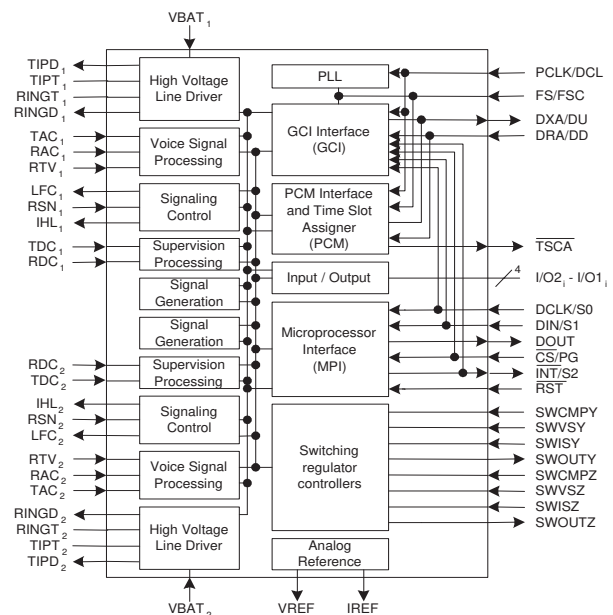 VBAT1
TIPD1
TIPT1
RINGT1
RINGD1
TAC1
RAC1
RTV1
LFC1
RSN1
IHL1
TDC1
RDC1
RDC2
TDC2
IHL2
RSN2
LFC2
RTV2
RAC2
TAC2
RINGD2
RINGT2
TIPT2
TIPD2
VBAT2
High Voltage
Line Driver
Voice Signal
Processing
Signaling
Control
Supervision
Processing
Signal
Generation
Signal
Generation
Supervision
Processing
Signaling
Control
Voice Signal
Processing
High Voltage
Line Driver
PLL
GCI Interface
(GCI)
PCM Interface
and Time Slot
Assigner
(PCM)
Input / Output
Microprocessor
Interface
(MPI)
Switching
regulator
controllers
Analog
Reference
VREF
IREF
PCLK/DCL
FS/FSC
DXA/DU
DRA/DD
TSCA
4
I/O2i - I/O1i
DCLK/S0
DIN/S1
DOUT
CS/PG
INT/S2
RST
SWCMPY
SWVSY
SWISY
SWOUTY
SWCMPZ
SWVSZ
SWISZ
SWOUTZ